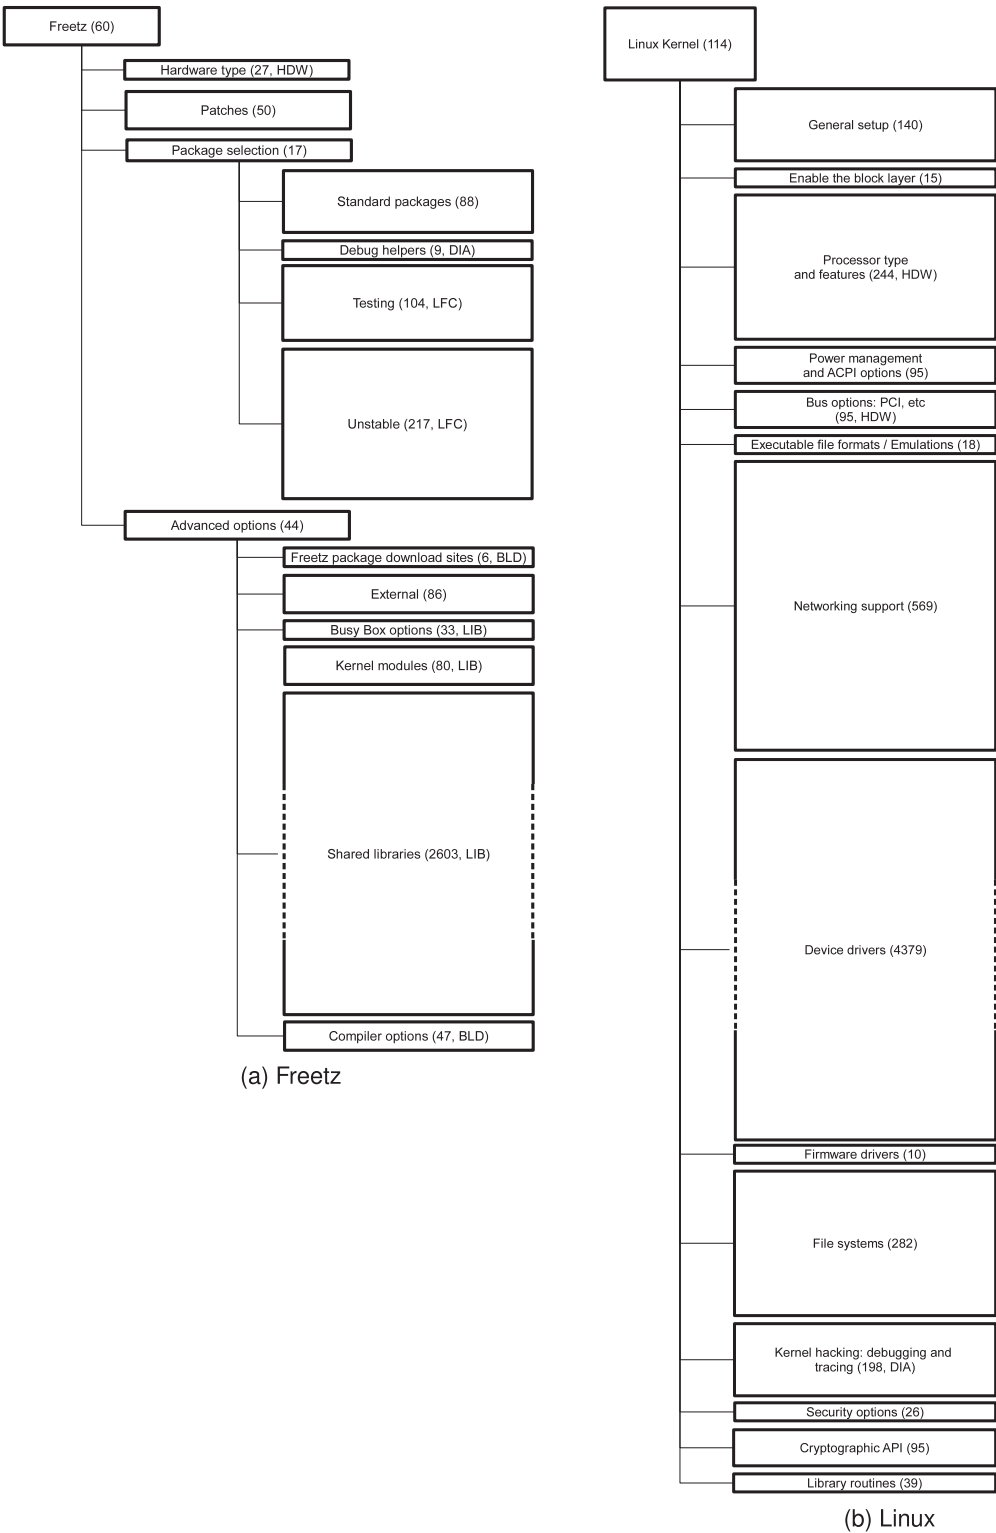 Freetz (60)
Hardware type (27, HDW)
Patches (50)
Package selection (17)
Standard packages (88)
Debug helpers (9, DIA)
Testing (104, LFC)
Unstable (217, LFC)
Advanced options (44)
Freetz package download sites (6, BLD)
External (86)
Busy Box options (33, LIB)
Kernel modules (80, LIB)
Shared libraries (2603, LIB)
Compiler options (47, BLD)
(a) Freetz
Linux Kernel (114)
General setup (140)
Enable the block layer (15)
Processor type
and features (244, HDW)
Power management
and ACPI options (95)
Bus options: PCI, etc
(95, HDW)
Executable file formats / Emulations (18)
Networking support (569)
Device drivers (4379)
Firmware drivers (10)
File systems (282)
Kernel hacking: debugging and
tracing (198, DIA)
Security options (26)
Cryptographic API (95)
Library routines (39)
(b) Linux